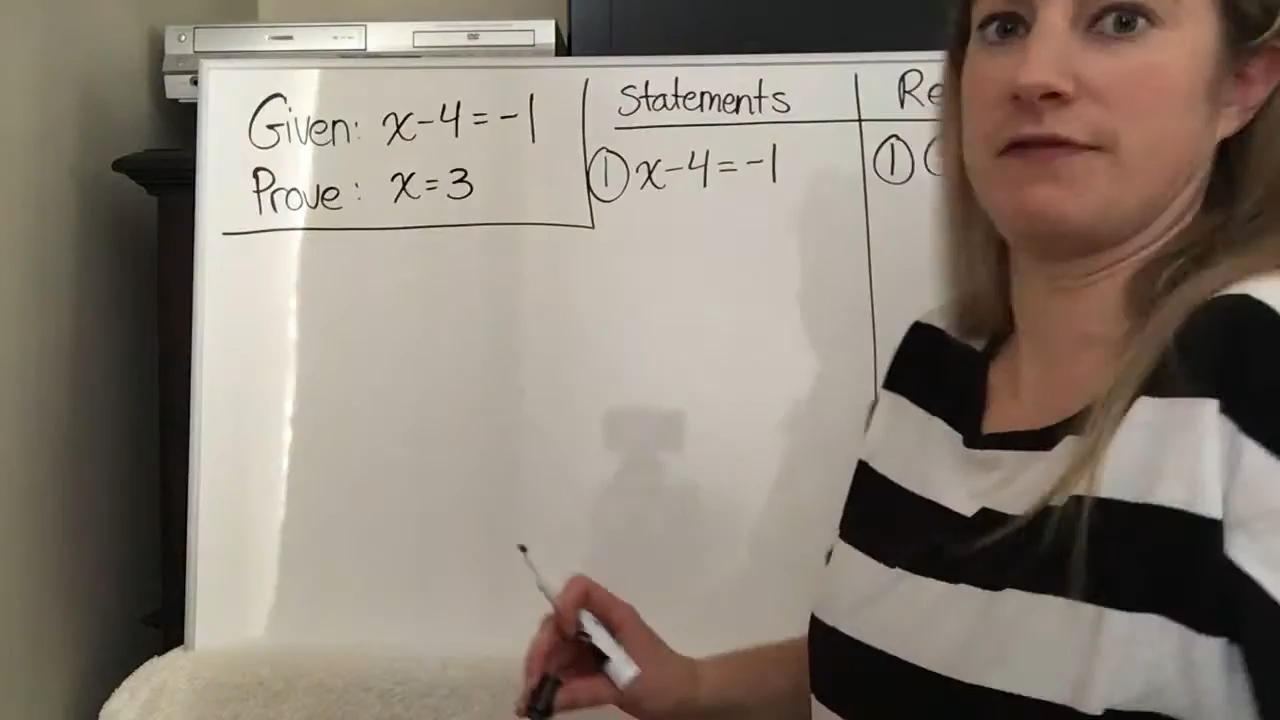 Given: x-4=-1
Prove: x=3
Statements
① x-4=-1
①